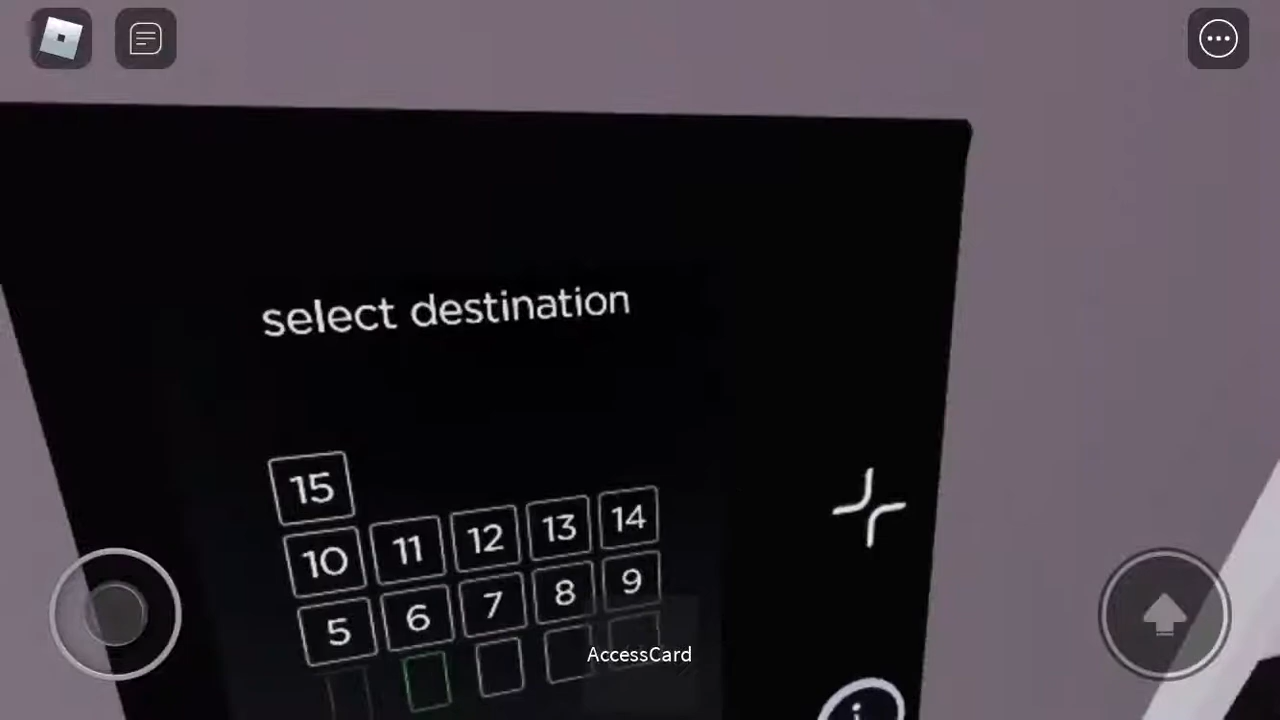 select destination
15
10 11 12 13 14
5 6 7 8 9
AccessCard
i